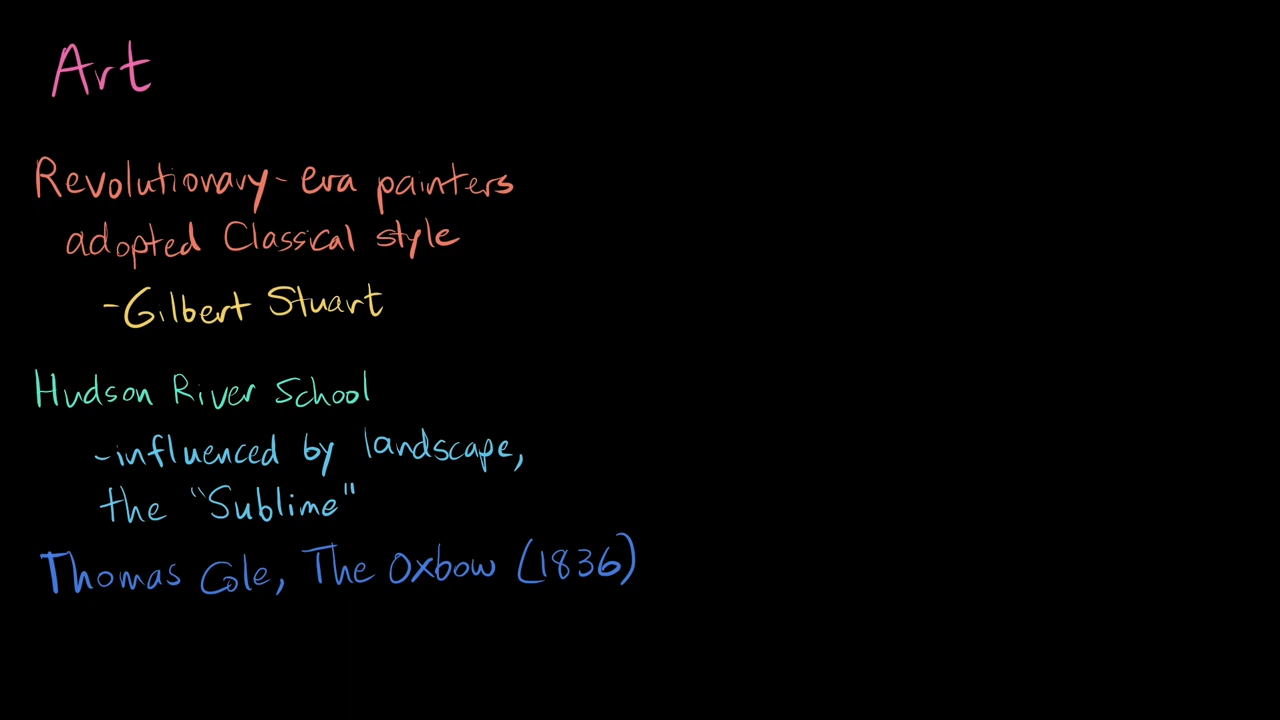 Art
Revolutionary-era painters
adopted Classical style
-Gilbert Stuart
Hudson River School
-influenced by landscape,
the "Sublime"
Thomas Cole, The Oxbow (1836)